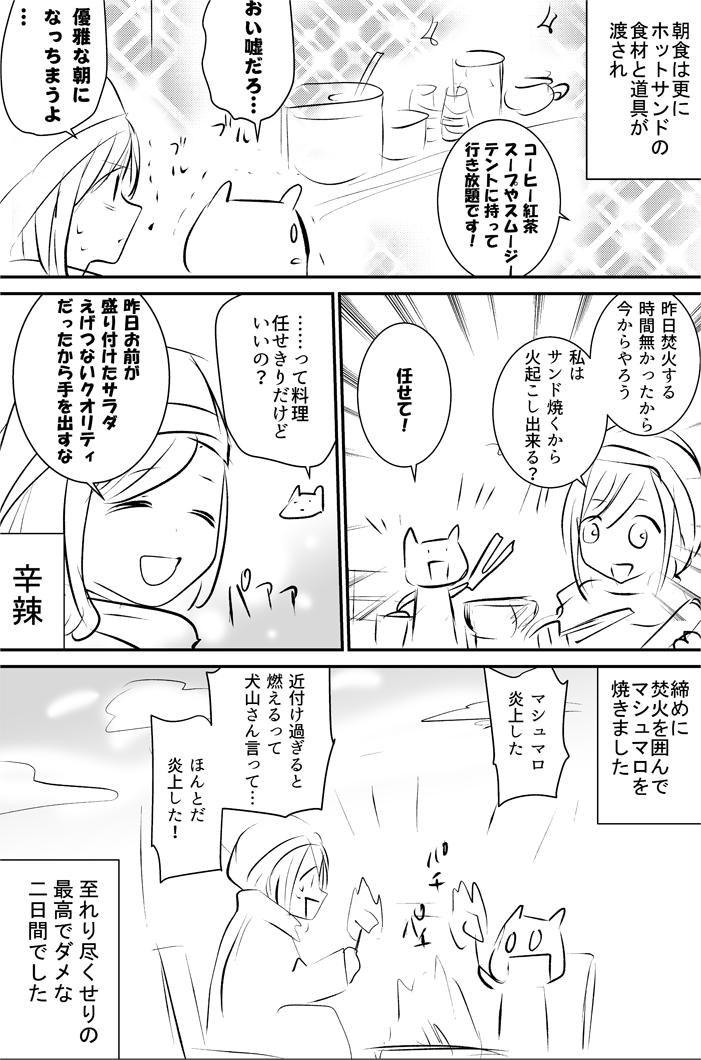 朝食は更に
ホットサンドの
食材と道具が
渡され
コーヒー紅茶
スープやスムージー
テントに持って
行き放題です!
おい嘘だろ…
優雅な朝に
なっちまうよ
…
昨日焚火する
時間無かったから
今からやろう
私は
サンド焼くから
火起こし出来る?
任せて!
……って料理
任せきりだけど
いいの?
昨日お前が
盛り付けたサラダ
えげつないクオリティ
だったから手を出すな
パアァ
辛辣
締めに
焚火を囲んで
マシュマロを
焼きました
マシュマロ
炎上した
近付け過ぎると
燃えるって
犬山さん言って…
ほんとだ
炎上した!
パチ
パチ
至れり尽くせりの
最高でダメな
二日間でした